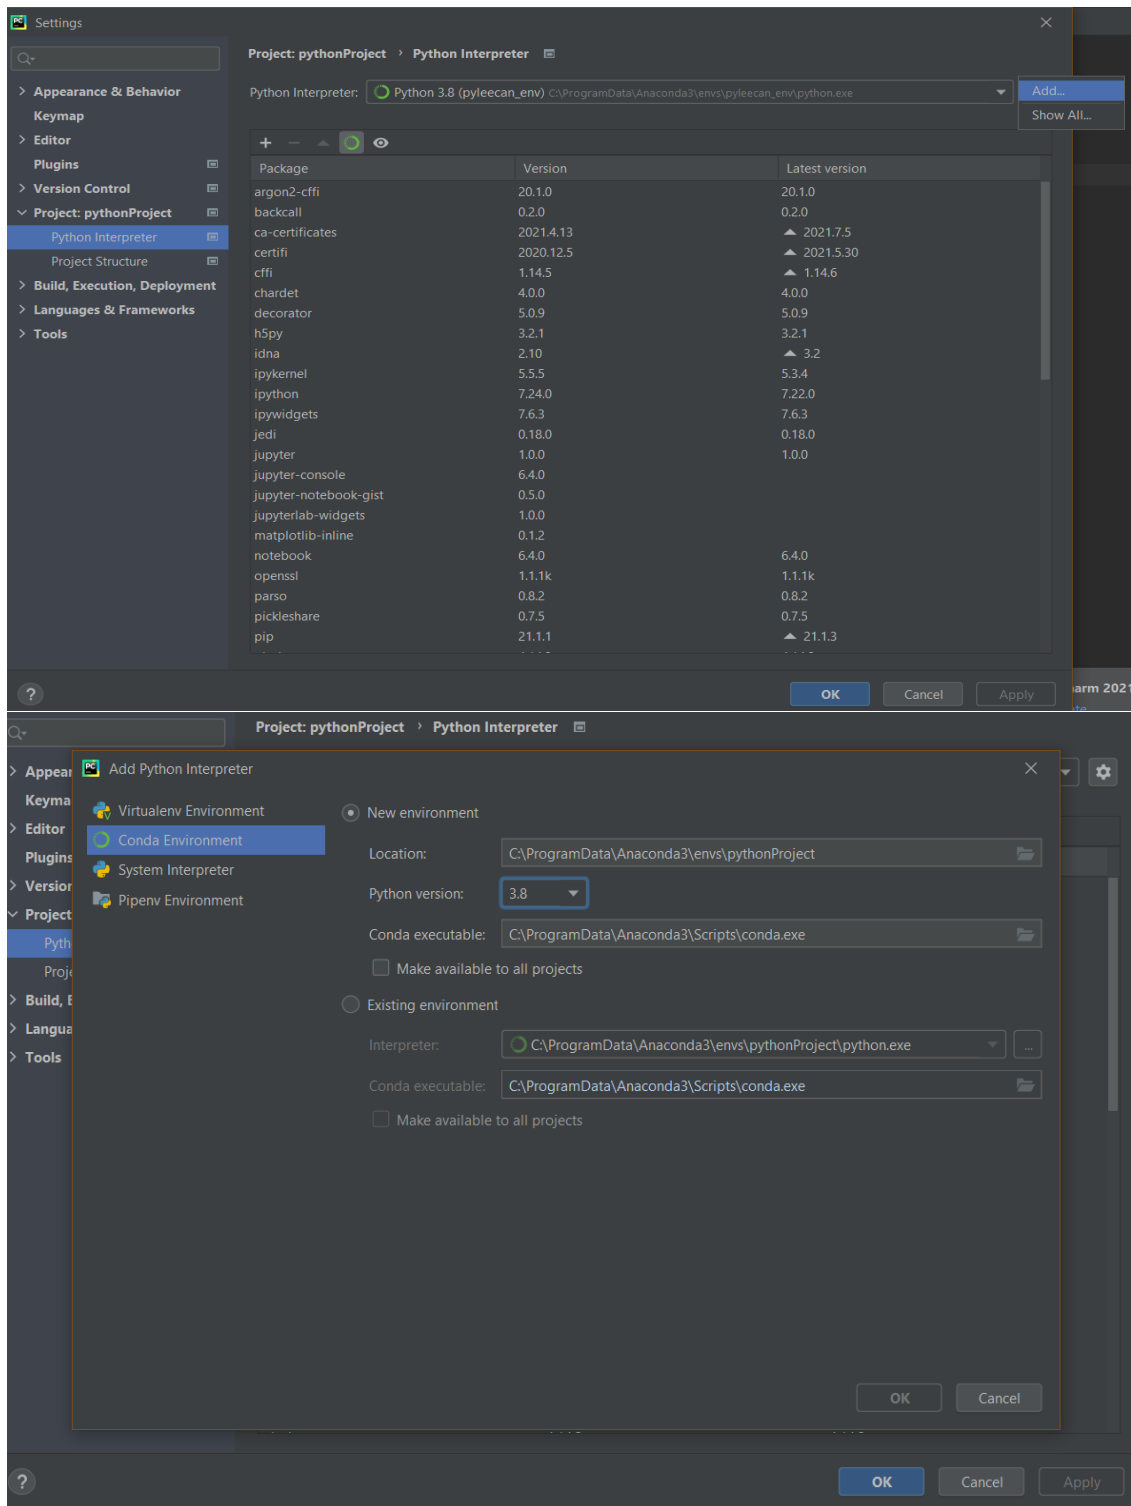 Settings
Project: pythonProject › Python Interpreter
Python Interpreter: Python 3.8 (pyleecan_env) C:\ProgramData\Anaconda3\envs\pyleecan_env\python.exe
Add...
Show All...
Appearance & Behavior
Keymap
Editor
Plugins
Version Control
Project: pythonProject
Python Interpreter
Project Structure
Build, Execution, Deployment
Languages & Frameworks
Tools
Package Version Latest version
argon2-cffi 20.1.0 20.1.0
backcall 0.2.0 0.2.0
ca-certificates 2021.4.13 2021.7.5
certifi 2020.12.5 2021.5.30
cffi 1.14.5 1.14.6
chardet 4.0.0 4.0.0
decorator 5.0.9 5.0.9
h5py 3.2.1 3.2.1
idna 2.10 3.2
ipykernel 5.5.5 5.3.4
ipython 7.24.0 7.22.0
ipywidgets 7.6.3 7.6.3
jedi 0.18.0 0.18.0
jupyter 1.0.0 1.0.0
jupyter-console 6.4.0
jupyter-notebook-gist 0.5.0
jupyterlab-widgets 1.0.0
matplotlib-inline 0.1.2
notebook 6.4.0 6.4.0
openssl 1.1.1k 1.1.1k
parso 0.8.2 0.8.2
pickleshare 0.7.5 0.7.5
pip 21.1.1 21.1.3
? OK Cancel Apply
arm 2021
Project: pythonProject › Python Interpreter
Appear
Keyma
Editor
Plugins
Version
Project
Pyth
Proje
Build, E
Langua
Tools
Add Python Interpreter
Virtualenv Environment
Conda Environment
System Interpreter
Pipenv Environment
New environment
Location: C:\ProgramData\Anaconda3\envs\pythonProject
Python version: 3.8
Conda executable: C:\ProgramData\Anaconda3\Scripts\conda.exe
Make available to all projects
Existing environment
Interpreter: C:\ProgramData\Anaconda3\envs\pythonProject\python.exe ...
Conda executable: C:\ProgramData\Anaconda3\Scripts\conda.exe
Make available to all projects
OK Cancel
? OK Cancel Apply